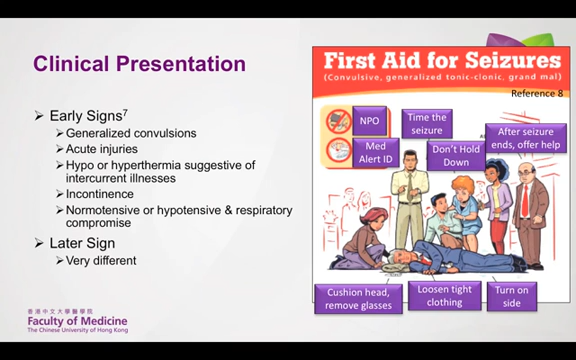 Clinical Presentation
➢ Early Signs7
➢ Generalized convulsions
➢ Acute injuries
➢ Hypo or hyperthermia suggestive of
intercurrent illnesses
➢ Incontinence
➢ Normotensive or hypotensive & respiratory
compromise
➢ Later Sign
➢ Very different
First Aid for Seizures
(Convulsive, generalized tonic-clonic, grand mal)
Reference 8
NPO
Med
Alert ID
Time the
seizure
Don't Hold
Down
After seizure
ends, offer help
Cushion head,
remove glasses
Loosen tight
clothing
Turn on
side
香港中文大學醫學院
Faculty of Medicine
The Chinese University of Hong Kong